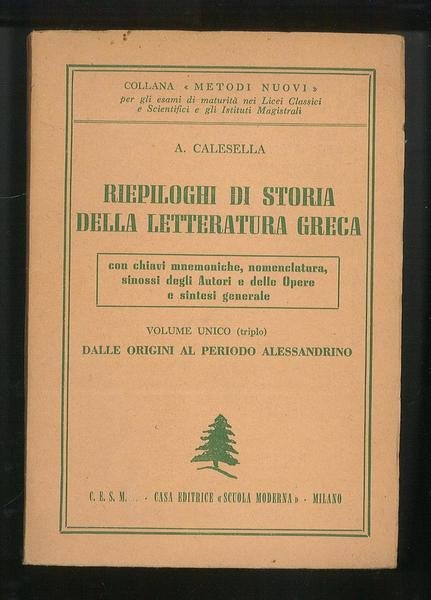 COLLANA « METODI NUOVI »
per gli esami di maturità nei Licei Classici
e Scientifici e gli Istituti Magistrali
A. CALESELLA
RIEPILOGHI DI STORIA
DELLA LETTERATURA GRECA
con chiavi mnemoniche, nomenclatura,
sinossi degli Autori e delle Opere
e sintesi generale
VOLUME UNICO (triplo)
DALLE ORIGINI AL PERIODO ALESSANDRINO
C. E. S. M. .. - CASA EDITRICE «SCUOLA MODERNA» - MILANO